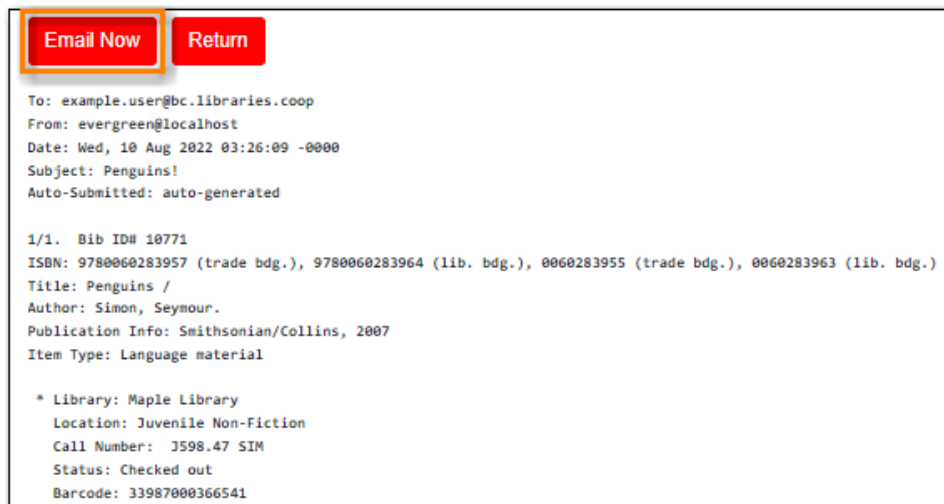 Email Now Return
To: example.user@bc.libraries.coop
From: evergreen@localhost
Date: Wed, 10 Aug 2022 03:26:09 -0000
Subject: Penguins!
Auto-Submitted: auto-generated
1/1. Bib ID# 10771
ISBN: 9780060283957 (trade bdg.), 9780060283964 (lib. bdg.), 0060283955 (trade bdg.), 0060283963 (lib. bdg.)
Title: Penguins /
Author: Simon, Seymour.
Publication Info: Smithsonian/Collins, 2007
Item Type: Language material
* Library: Maple Library
Location: Juvenile Non-Fiction
Call Number: J598.47 SIM
Status: Checked out
Barcode: 33987000366541